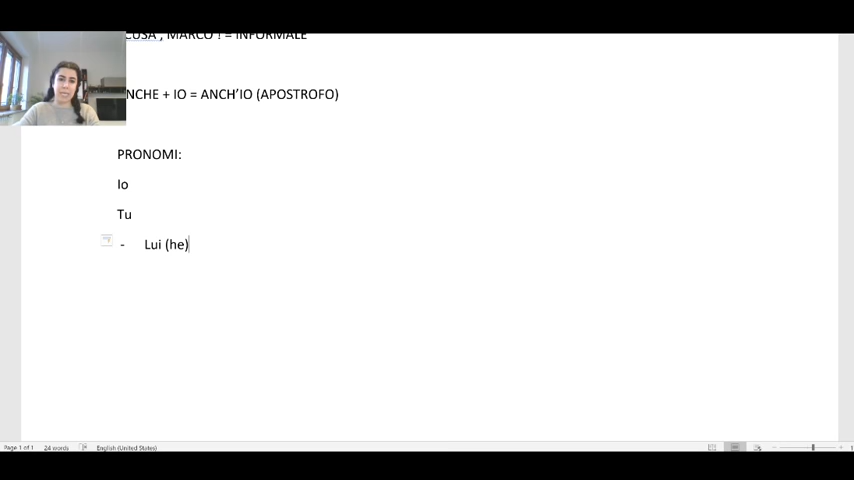 CUSA , MARCO ! = INFORMALE
NCHE + IO = ANCH'IO (APOSTROFO)
PRONOMI:
Io
Tu
- Lui (he)
Page 1 of 1 24 words English (United States)